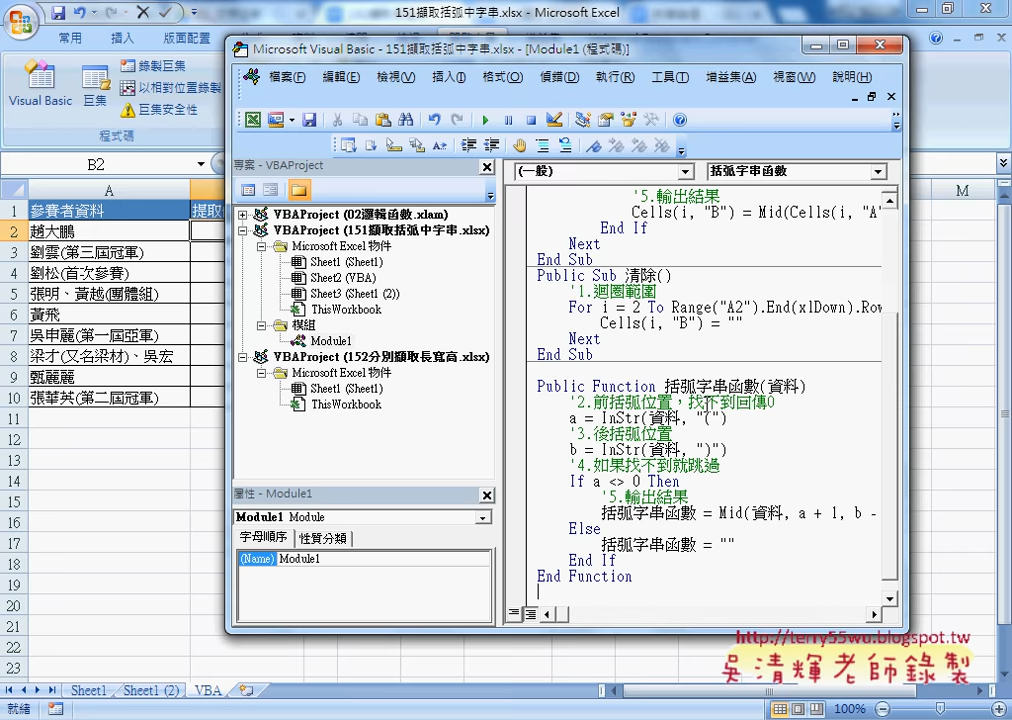 151擷取括弧中字串.xlsx - Microsoft Excel
常用
插入
版面配置
Visual Basic
巨集
錄製巨集
以相對位置錄製
巨集安全性
程式碼
B2
Microsoft Visual Basic - 151擷取括弧中字串.xlsx - [Module1 (程式碼)]
檔案(F) 編輯(E) 檢視(V) 插入(I) 格式(O) 偵錯(D) 執行(R) 工具(T) 增益集(A) 視窗(W) 說明(H)
專案 - VBAProject
VBAProject (02邏輯函數.xlam)
VBAProject (151擷取括弧中字串.xlsx)
Microsoft Excel 物件
Sheet1 (Sheet1)
Sheet2 (VBA)
Sheet3 (Sheet1 (2))
ThisWorkbook
模組
Module1
VBAProject (152分別擷取長寬高.xlsx)
Microsoft Excel 物件
Sheet1 (Sheet1)
ThisWorkbook
屬性 - Module1
Module1 Module
字母順序 性質分類
(Name) Module1
(一般)
括弧字串函數
'5.輸出結果
Cells(i, "B") = Mid(Cells(i, "A"
End If
Next
End Sub
Public Sub 清除()
'1.迴圈範圍
For i = 2 To Range("A2").End(xlDown).Row
Cells(i, "B") = ""
Next
End Sub
Public Function 括弧字串函數(資料)
'2.前括弧位置，找不到回傳0
a = InStr(資料, "(")
'3.後括弧位置
b = InStr(資料, ")")
'4.如果找不到就跳過
If a <> 0 Then
'5.輸出結果
括弧字串函數 = Mid(資料, a + 1, b -
Else
括弧字串函數 = ""
End If
End Function
A
M
1 參賽者資料 提取
2 趙大鵬
3 劉雲(第三屆冠軍)
4 劉松(首次參賽)
5 張明、黃越(團體組)
6 黃飛
7 吳申麗(第一屆亞軍)
8 梁才(又名梁材)、吳宏
9 甄麗麗
10 張華英(第二屆冠軍)
11
12
13
14
15
16
17
18
19
20
21
22
23
http://terry55wu.blogspot.tw
吳清輝老師錄製
Sheet1 Sheet1 (2) VBA
就緒
100%